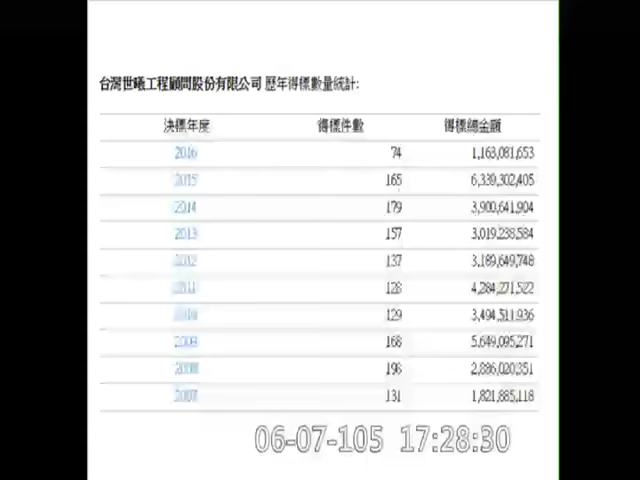 台灣世曦工程顧問股份有限公司 歷年得標數量統計:
決標年度 得標件數 得標總金額
2016 74 1,163,081,653
2015 165 6,339,302,405
2014 179 3,900,641,904
2013 157 3,019,238,584
2012 137 3,189,649,748
2011 128 4,284,271,522
2010 129 3,494,511,936
2009 168 5,649,095,271
2008 198 2,886,020,351
2007 131 1,821,885,118
06-07-105 17:28:30